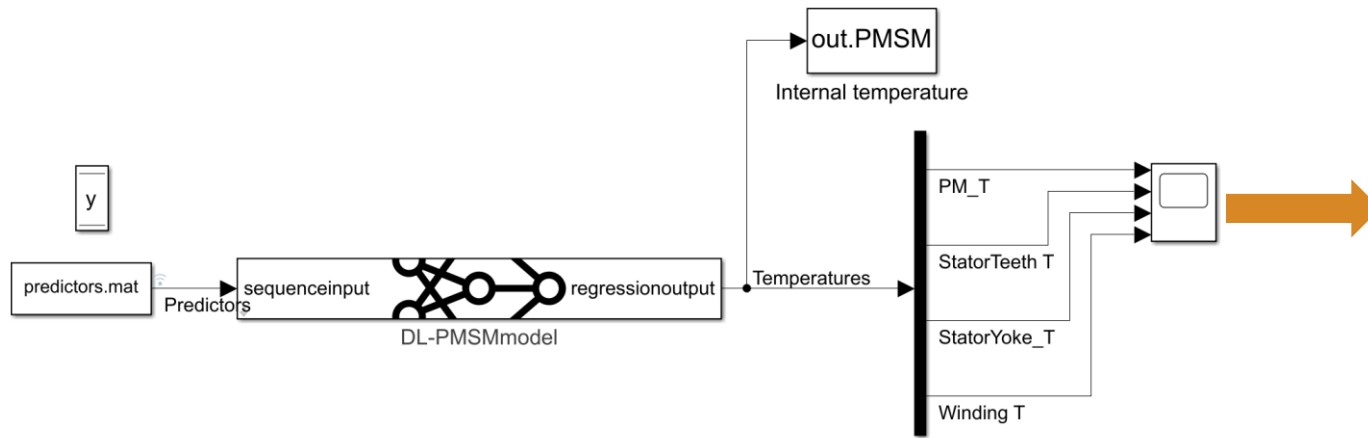 out.PMSM
Internal temperature
y
predictors.mat
Predictors
sequenceinput
regressionoutput
DL-PMSMmodel
Temperatures
PM_T
StatorTeeth T
StatorYoke_T
Winding T